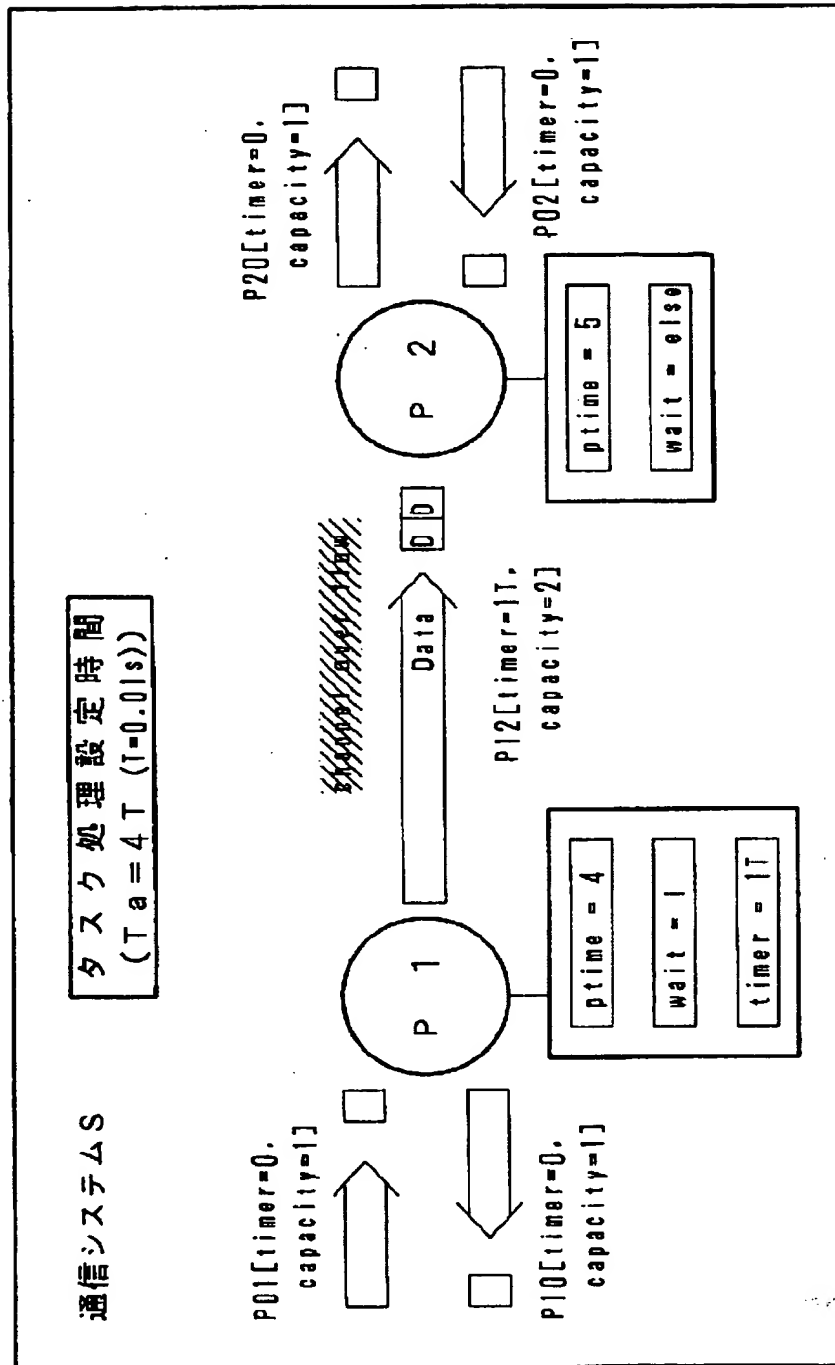 通信システムS
タスク処理設定時間
(Ta=4T (T=0.01s))
P01[timer=0,
capacity=1]
P10[timer=0,
capacity=1]
P 1
ptime = 4
wait = 1
timer = 1T
Data
D D
P12[timer=1T,
capacity=2]
P 2
ptime = 5
wait = else
P20[timer=0,
capacity=1]
P02[timer=0,
capacity=1]